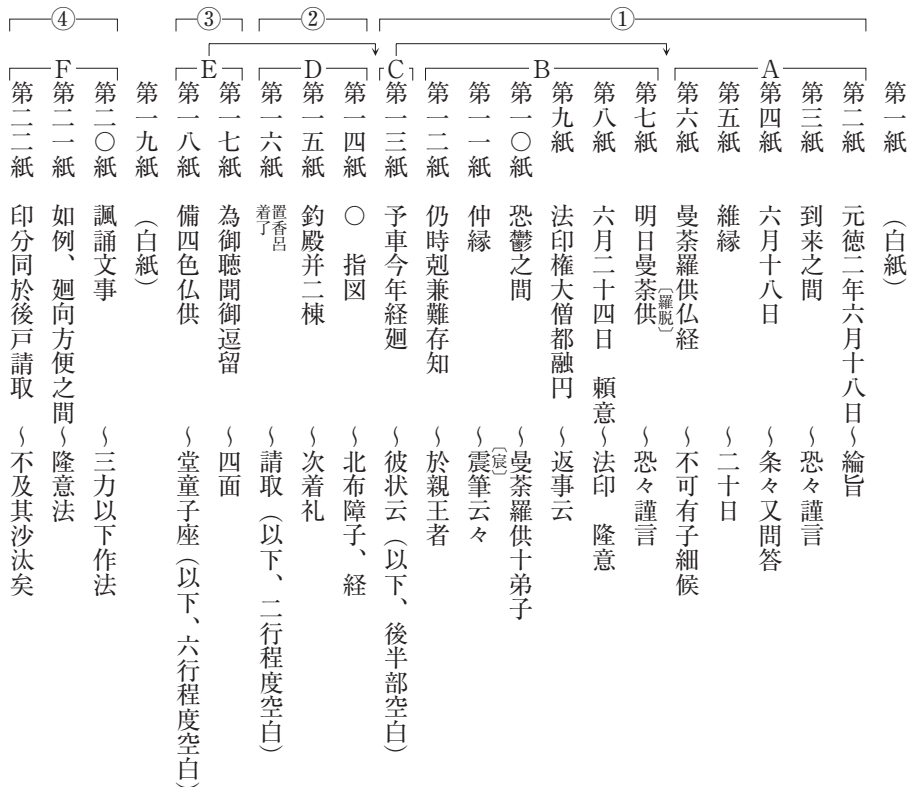 第一紙　（白紙）
①
A
第二紙　元徳二年六月十八日～綸旨
第三紙　到来之間　～恐々謹言
第四紙　六月十八日　～条々又問答
第五紙　維縁　～二十日
第六紙　曼荼羅供仏経　～不可有子細候
B
第七紙　明日曼荼供〔羅脱〕　～恐々謹言
第八紙　六月二十四日　頼意～法印　隆意
第九紙　法印権大僧都融円　～返事云
第一〇紙　恐鬱之間　～曼荼羅供十弟子
第一一紙　仲縁　～震筆云々〔宸〕
第一二紙　仍時剋兼難存知　～於親王者
C
第一三紙　予車今年経廻　～彼状云（以下、後半部空白）
②
D
第一四紙　○　指図　～北布障子、経
第一五紙　釣殿并二棟　～次着礼
第一六紙　置香呂着了　～請取（以下、二行程度空白）
③
E
第一七紙　為御聴聞御逗留　～四面
第一八紙　備四色仏供　～堂童子座（以下、六行程度空白）
第一九紙　（白紙）
④
F
第二〇紙　諷誦文事　～三力以下作法
第二一紙　如例、廻向方便之間～隆意法
第二二紙　印分同於後戸請取　～不及其沙汰矣